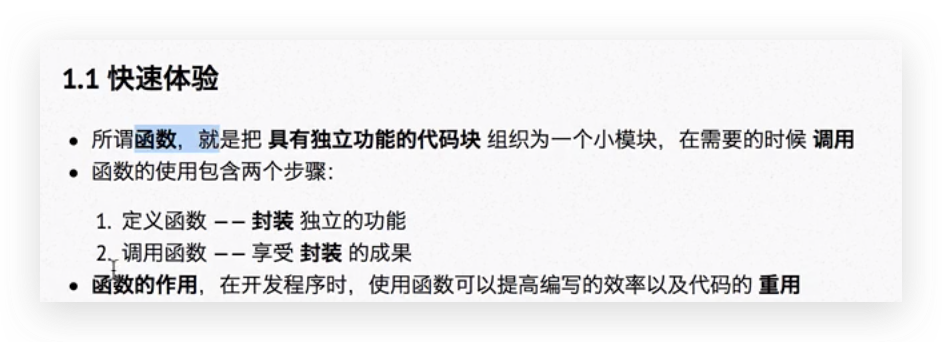 1.1 快速体验
• 所谓函数，就是把 具有独立功能的代码块 组织为一个小模块，在需要的时候 调用
• 函数的使用包含两个步骤：
1. 定义函数 —— 封装 独立的功能
2. 调用函数 —— 享受 封装 的成果
• 函数的作用，在开发程序时，使用函数可以提高编写的效率以及代码的 重用